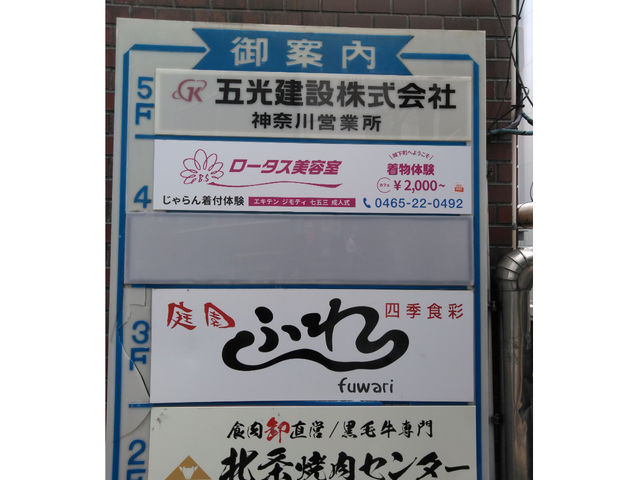 御案内
5F
五光建設株式会社
神奈川営業所
4
ロータス美容室
じゃらん着付体験
エキテン ジモティ 七五三 成人式
着物体験
¥2,000~
0465-22-0492
3F
庭園
ふわり
四季食彩
fuwari
2
食肉卸直営/黒毛牛専門
北条焼肉センター